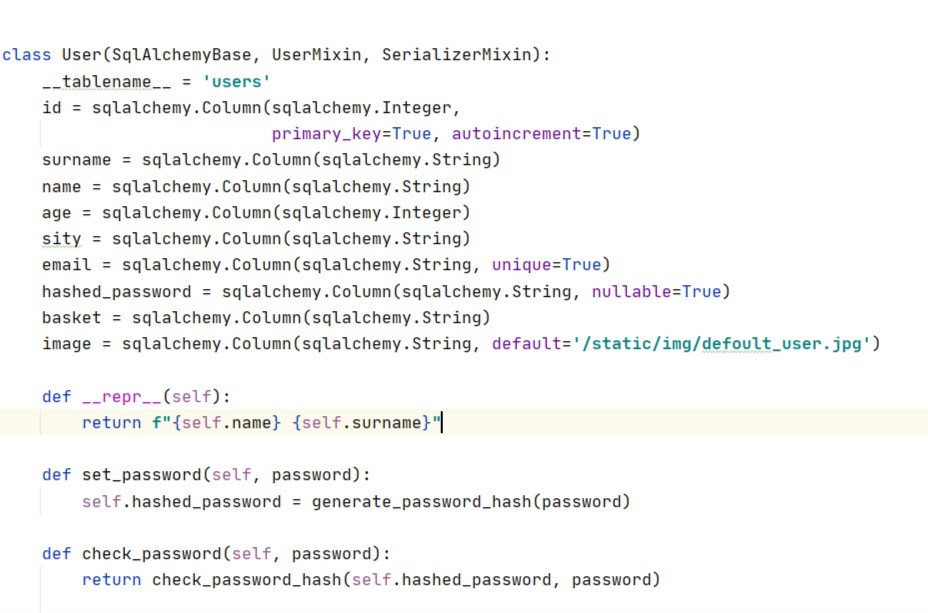 class User(SqlAlchemyBase, UserMixin, SerializerMixin):
    __tablename__ = 'users'
    id = sqlalchemy.Column(sqlalchemy.Integer,
                           primary_key=True, autoincrement=True)
    surname = sqlalchemy.Column(sqlalchemy.String)
    name = sqlalchemy.Column(sqlalchemy.String)
    age = sqlalchemy.Column(sqlalchemy.Integer)
    sity = sqlalchemy.Column(sqlalchemy.String)
    email = sqlalchemy.Column(sqlalchemy.String, unique=True)
    hashed_password = sqlalchemy.Column(sqlalchemy.String, nullable=True)
    basket = sqlalchemy.Column(sqlalchemy.String)
    image = sqlalchemy.Column(sqlalchemy.String, default='/static/img/defoult_user.jpg')
    def __repr__(self):
        return f"{self.name} {self.surname}"
    def set_password(self, password):
        self.hashed_password = generate_password_hash(password)
    def check_password(self, password):
        return check_password_hash(self.hashed_password, password)